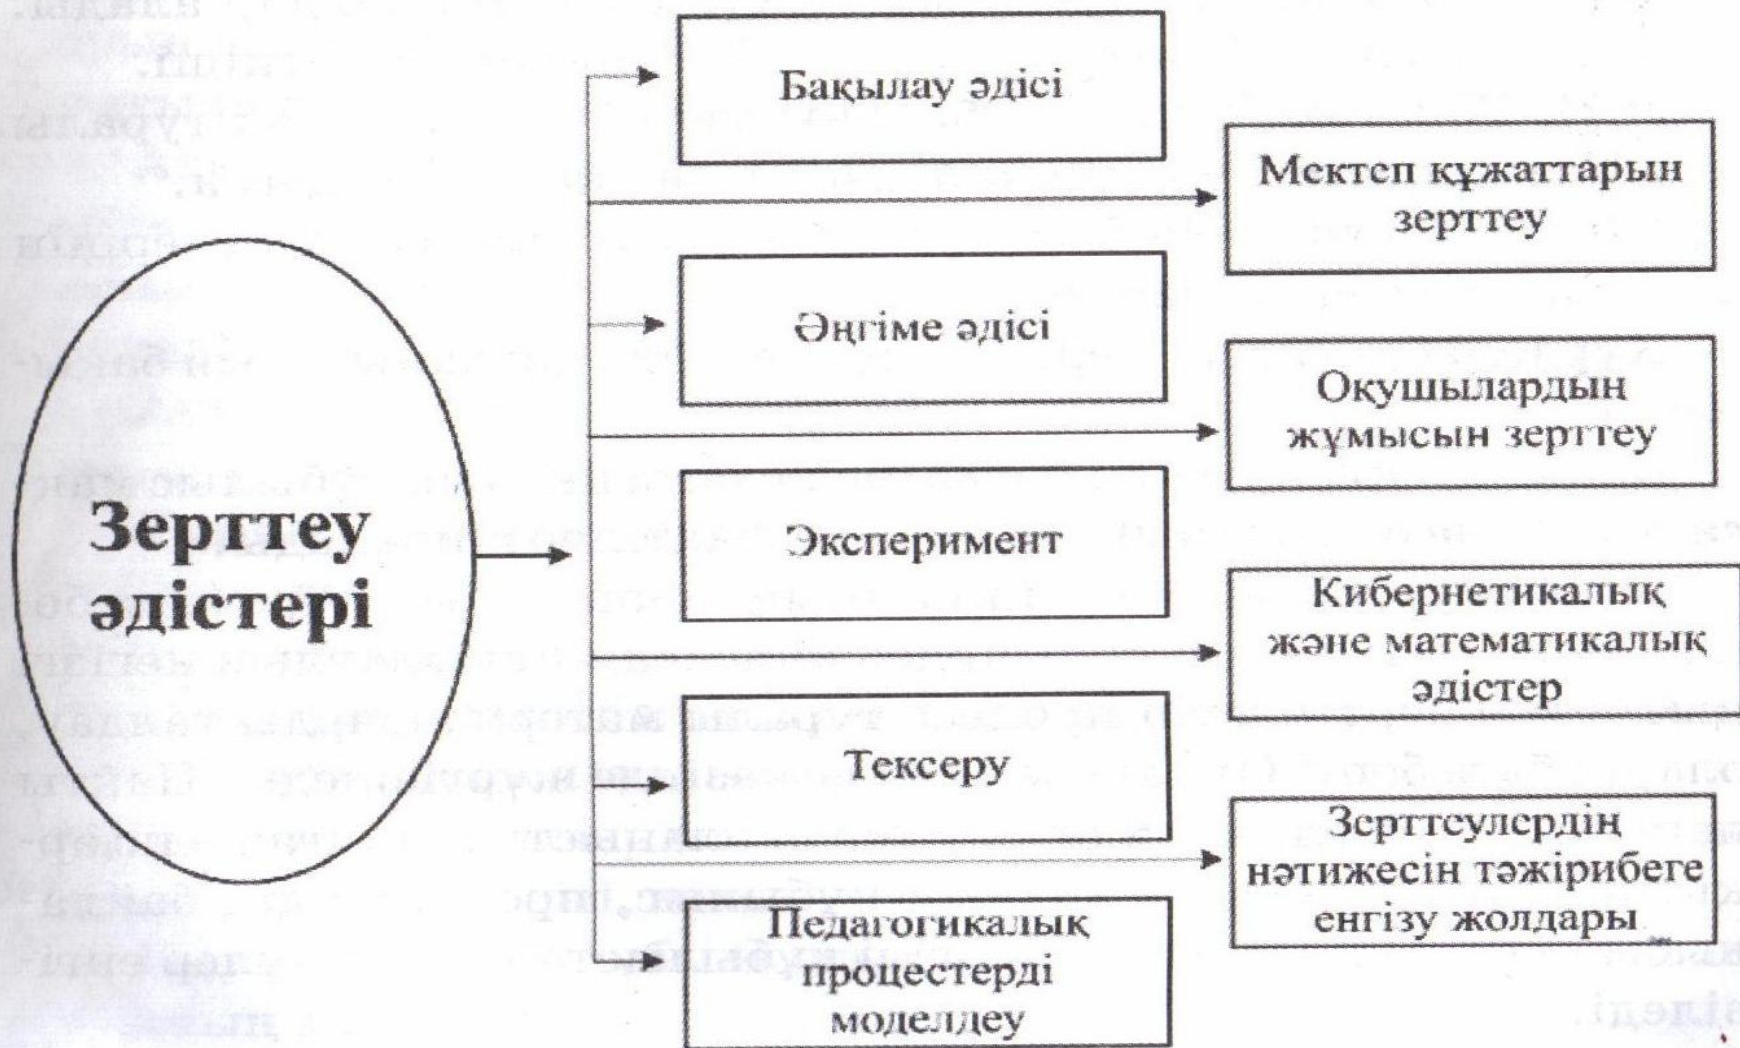 Бақылау әдісі
Мектеп құжаттарын
зерттеу
Әңгіме әдісі
Оқушылардың
жұмысын зерттеу
Зерттеу
әдістері
Эксперимент
Кибернетикалық
және математикалық
әдістер
Тексеру
Зерттеулердің
нәтижесін тәжірибеге
енгізу жолдары
Педагогикалық
процестерді
моделдеу